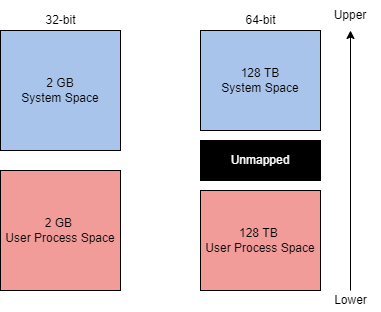 32-bit
64-bit
Upper
2 GB
System Space
128 TB
System Space
Unmapped
2 GB
User Process Space
128 TB
User Process Space
Lower